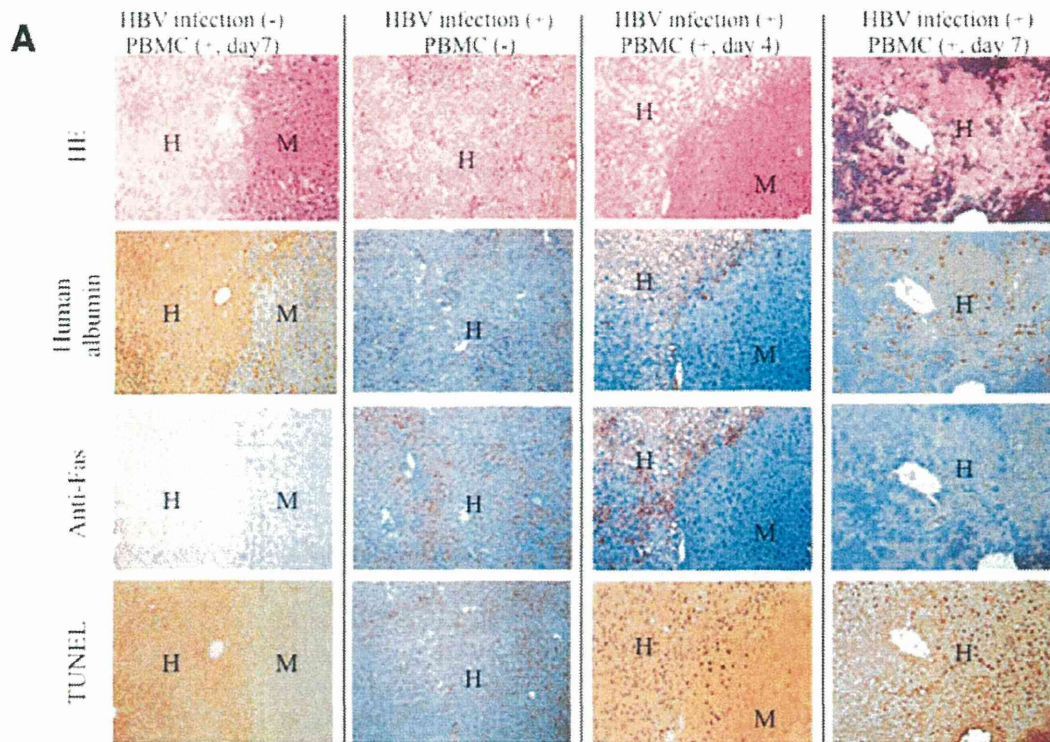 A
HBV infection (-)
PBMC (+, day7)
HBV infection (+)
PBMC (-)
HBV infection (+)
PBMC (+, day 4)
HBV infection (+)
PBMC (+, day 7)
HE
H
M
H
H
M
H
Human
albumin
H
M
H
H
M
H
Anti-Fas
H
M
H
H
M
H
TUNEL
H
M
H
H
M
H